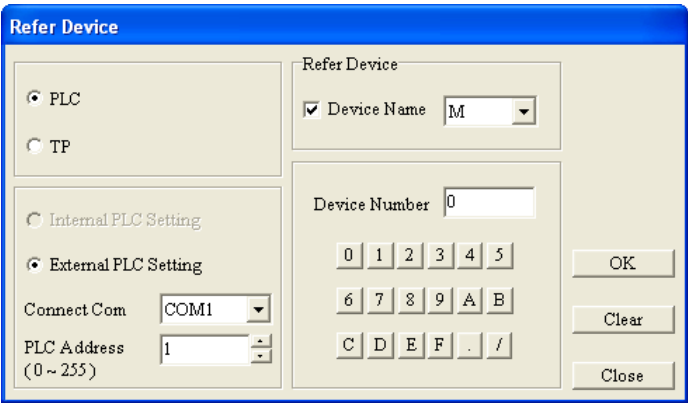 Refer Device
PLC
TP
Internal PLC Setting
External PLC Setting
Connect Com COM1
PLC Address 1
(0 ~ 255)
Refer Device
Device Name M
Device Number 0
0 1 2 3 4 5
6 7 8 9 A B
C D E F . /
OK
Clear
Close